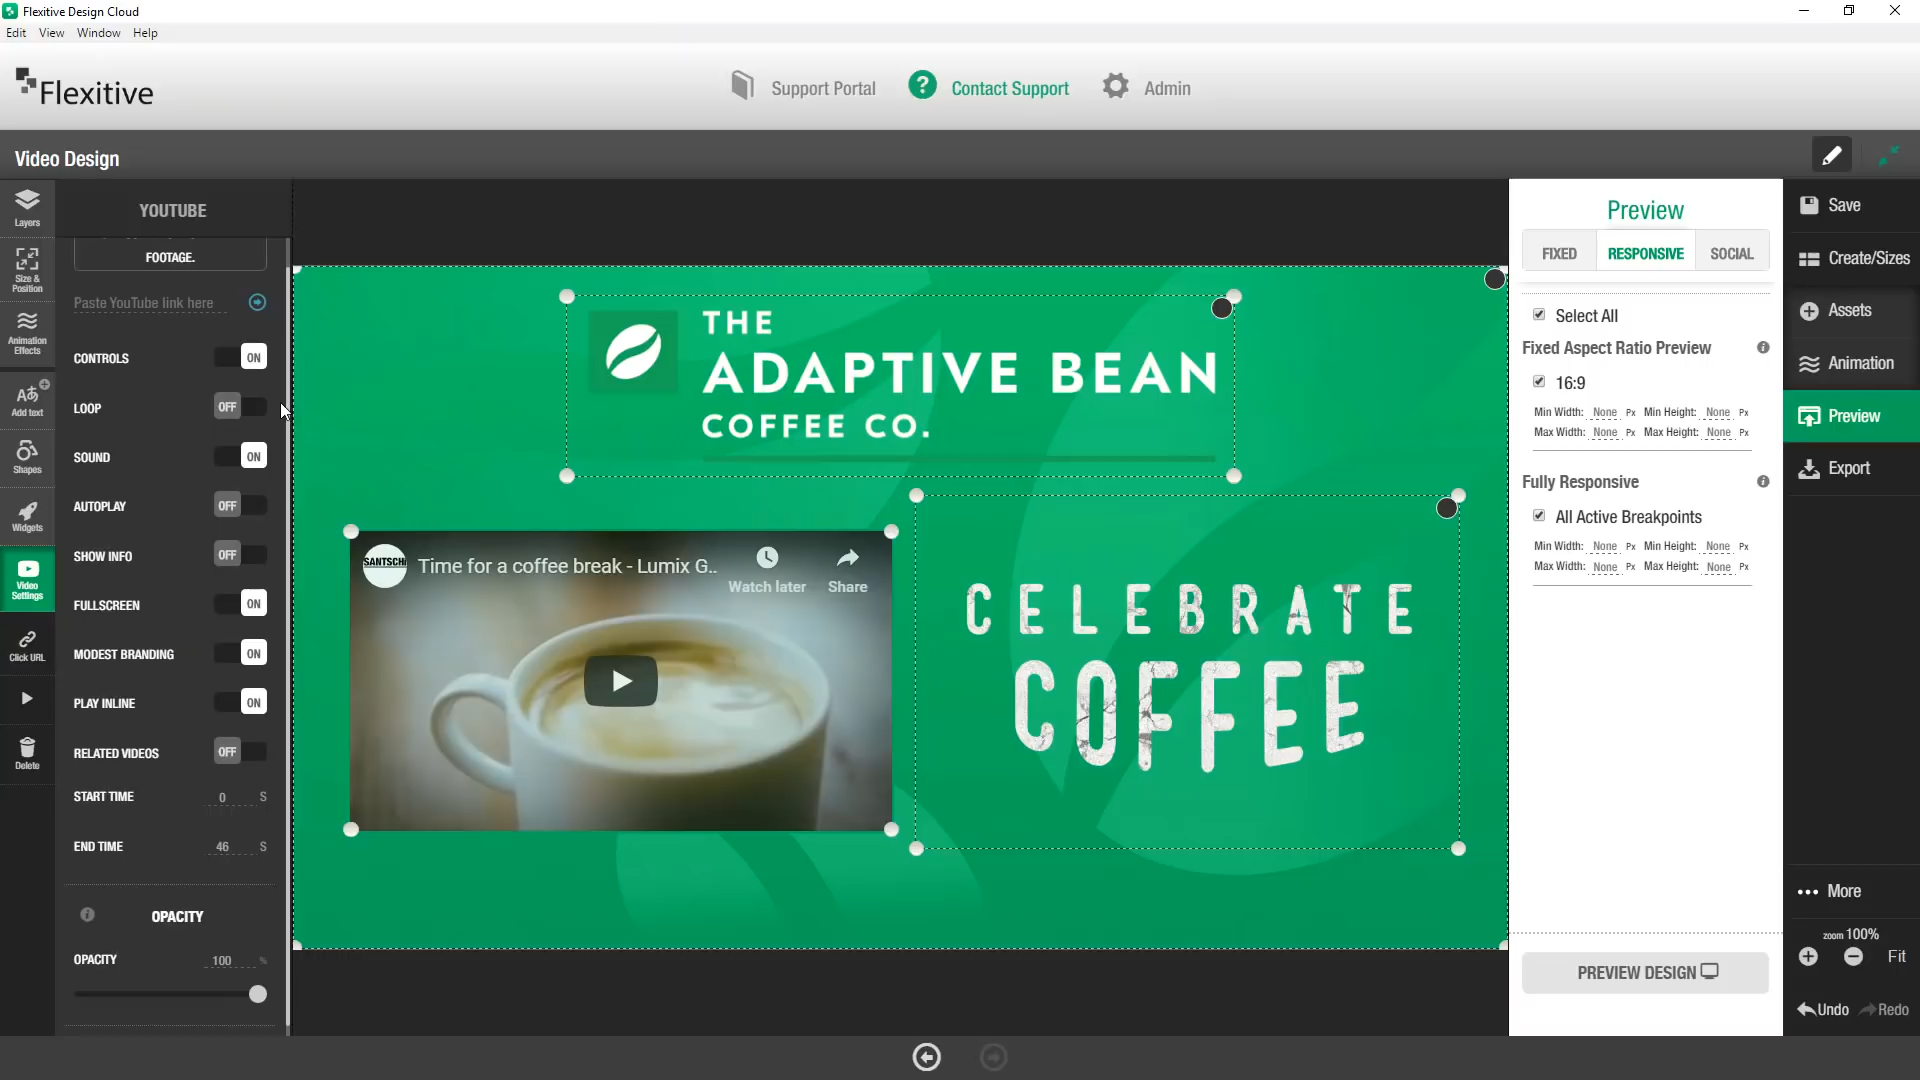 Flexitive Design Cloud
Edit View Window Help
Flexitive
Support Portal
Contact Support
Admin
Video Design
Layers
Size &
Position
Animation
Effects
Add text
Shapes
Widgets
Video
Settings
Click URL
Delete
YOUTUBE
FOOTAGE.
Paste YouTube link here
CONTROLS ON
LOOP OFF
SOUND ON
AUTOPLAY OFF
SHOW INFO OFF
FULLSCREEN ON
MODEST BRANDING ON
PLAY INLINE ON
RELATED VIDEOS OFF
START TIME 0 S
END TIME 46 S
OPACITY
OPACITY 100 %
THE
ADAPTIVE BEAN
COFFEE CO.
SANTSCHI
Time for a coffee break - Lumix G..
Watch later
Share
CELEBRATE
COFFEE
Preview
FIXED RESPONSIVE SOCIAL
Select All
Fixed Aspect Ratio Preview
16:9
Min Width: None Px Min Height: None Px
Max Width: None Px Max Height: None Px
Fully Responsive
All Active Breakpoints
Min Width: None Px Min Height: None Px
Max Width: None Px Max Height: None Px
PREVIEW DESIGN
Save
Create/Sizes
Assets
Animation
Preview
Export
More
zoom 100%
Fit
Undo Redo